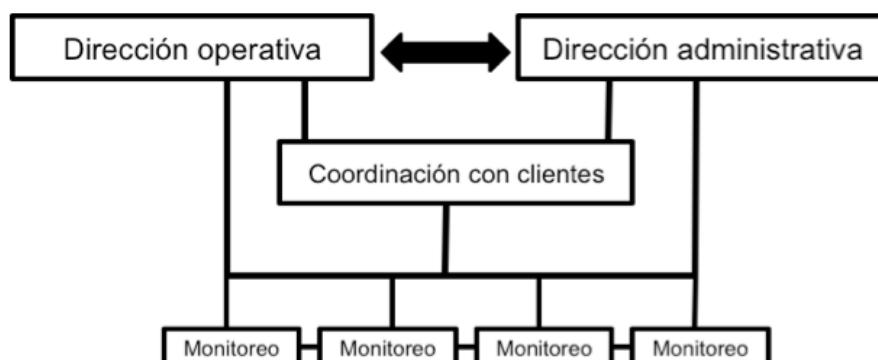 Dirección operativa
Dirección administrativa
Coordinación con clientes
Monitoreo
Monitoreo
Monitoreo
Monitoreo